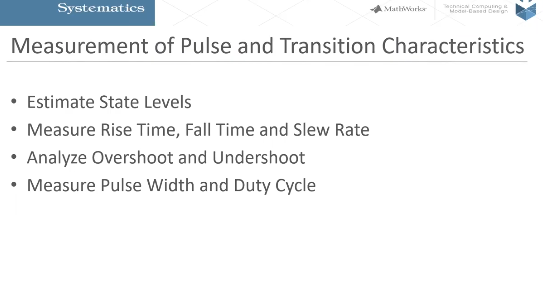 Systematics
MathWorks
Technical Computing &
Model-Based Design
Measurement of Pulse and Transition Characteristics
• Estimate State Levels
• Measure Rise Time, Fall Time and Slew Rate
• Analyze Overshoot and Undershoot
• Measure Pulse Width and Duty Cycle